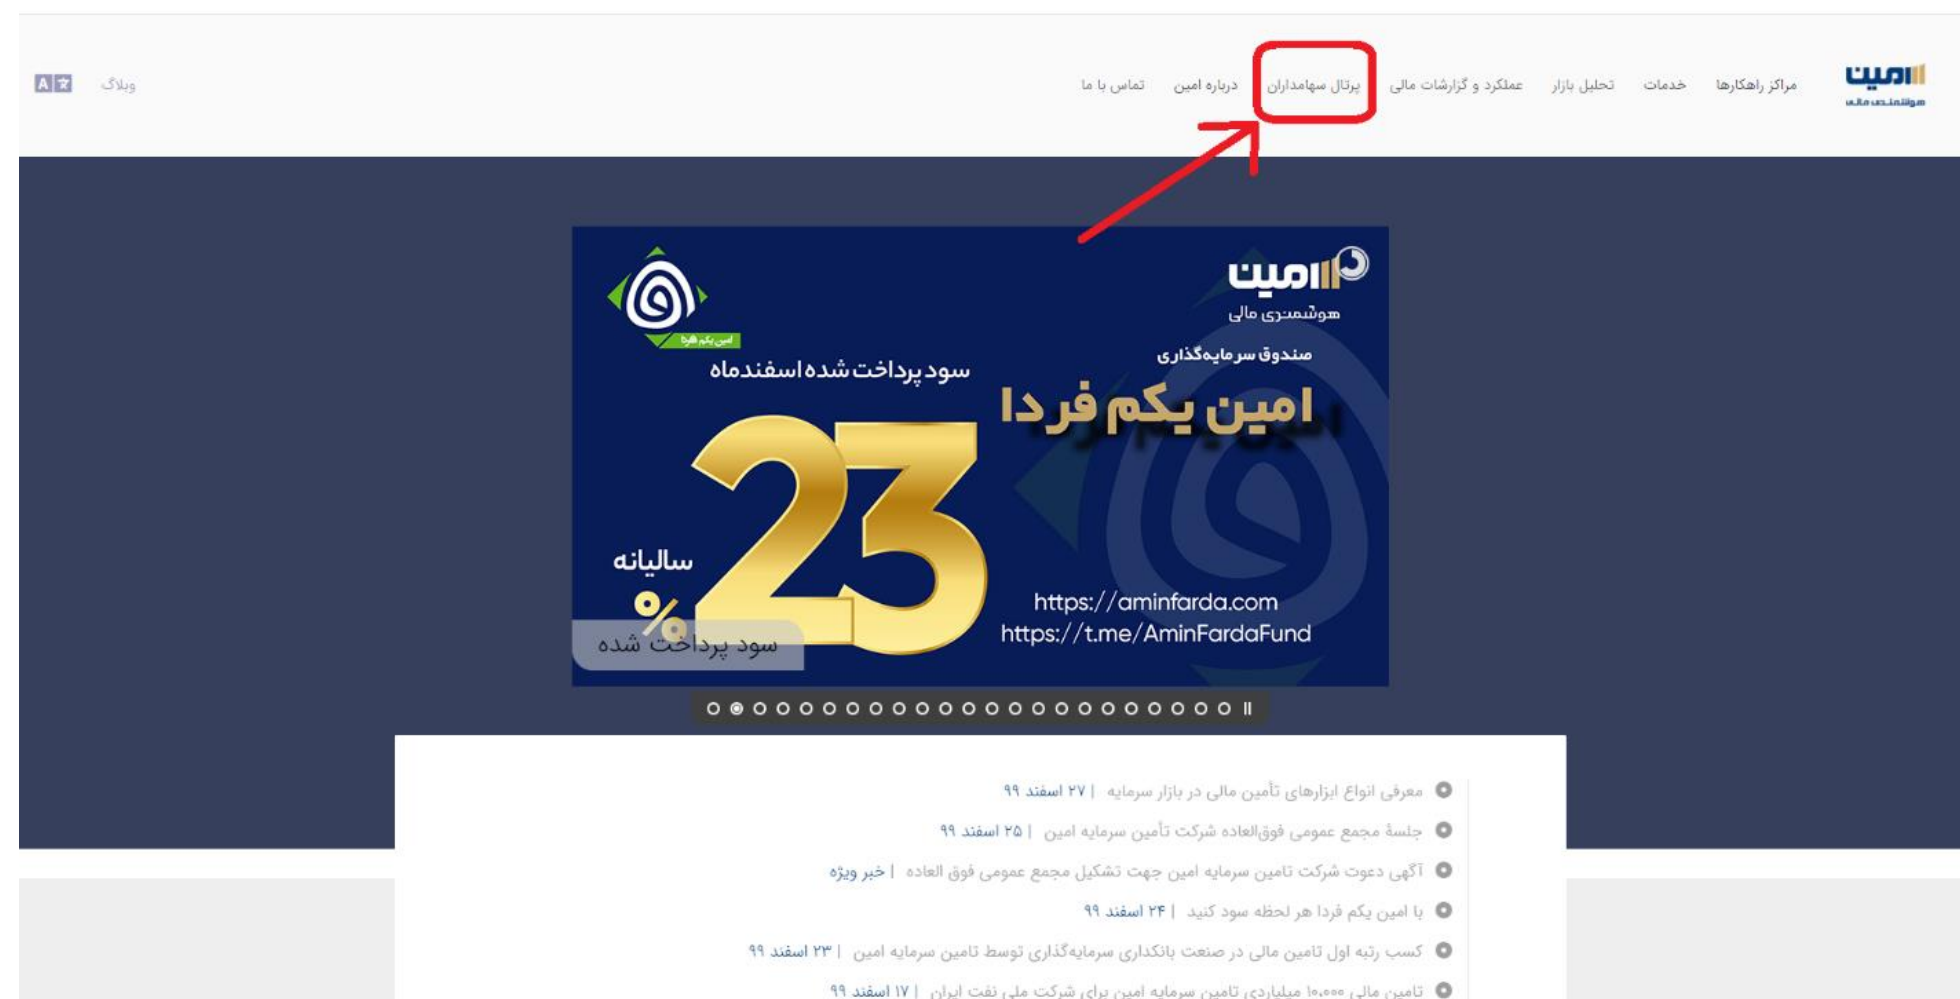 امین
هوشمندی مالی
مراکز راهکارها
خدمات
تحلیل بازار
عملکرد و گزارشات مالی
پرتال سهامداران
درباره امین
تماس با ما
وبلاگ
A
امین
هوشمندی مالی
صندوق سرمایه‌گذاری
امین یکم فردا
امین یکم فردا
سود پرداخت شده اسفندماه
23
سالیانه
%
https://aminfarda.com
https://t.me/AminFardaFund
سود پرداخت شده
معرفی انواع ابزارهای تأمین مالی در بازار سرمایه | ۲۷ اسفند ۹۹
جلسهٔ مجمع عمومی فوق‌العاده شرکت تأمین سرمایه امین | ۲۵ اسفند ۹۹
آگهی دعوت شرکت تامین سرمایه امین جهت تشکیل مجمع عمومی فوق العاده | خبر ویژه
با امین یکم فردا هر لحظه سود کنید | ۲۴ اسفند ۹۹
کسب رتبه اول تامین مالی در صنعت بانکداری سرمایه‌گذاری توسط تامین سرمایه امین | ۲۳ اسفند ۹۹
تامین مالی ۱۰،۰۰۰ میلیاردی تامین سرمایه امین برای شرکت ملی نفت ایران | ۱۷ اسفند ۹۹